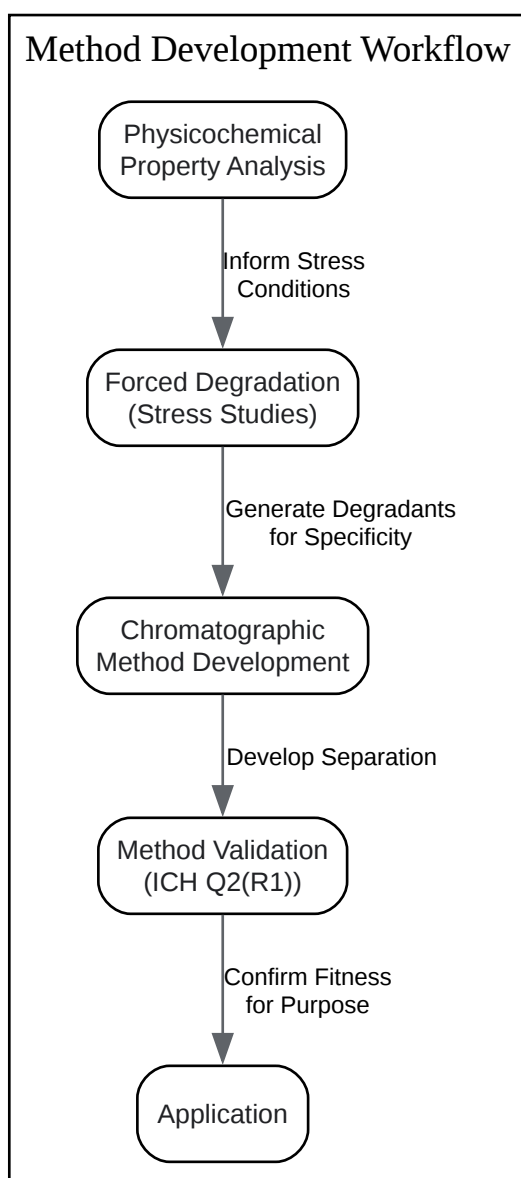 Method Development Workflow
Physicochemical
Property Analysis
Inform Stress
Conditions
Forced Degradation
(Stress Studies)
Generate Degradants
for Specificity
Chromatographic
Method Development
Develop Separation
Method Validation
(ICH Q2(R1))
Confirm Fitness
for Purpose
Application